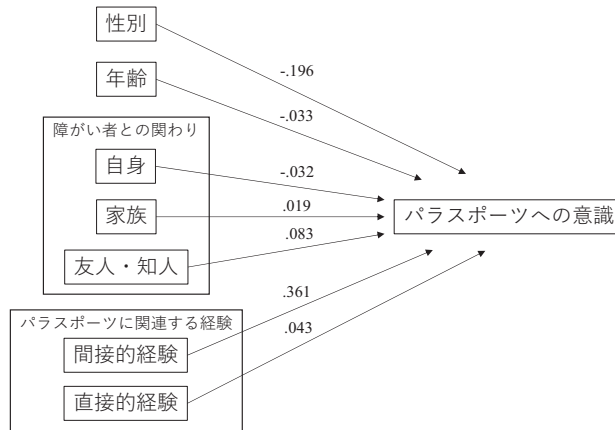 性別
-.196
年齢
-.033
障がい者との関わり
自身
-.032
家族
.019
パラスポーツへの意識
.083
友人・知人
.361
パラスポーツに関連する経験
.043
間接的経験
直接的経験